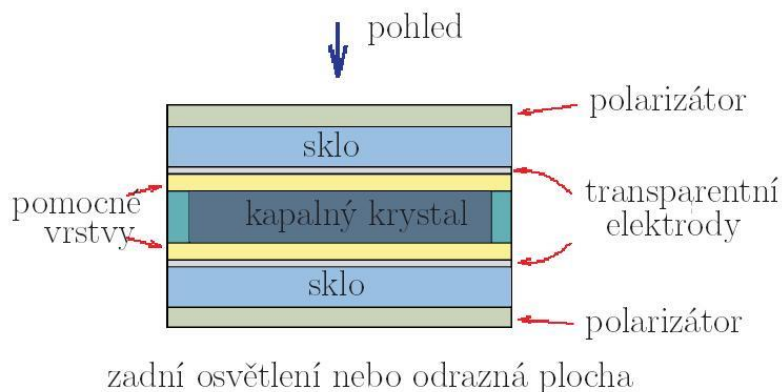 pohled
polarizátor
sklo
pomocné
vrstvy
transparentní
elektrody
kapalný krystal
sklo
polarizátor
zadní osvětlení nebo odrazná plocha